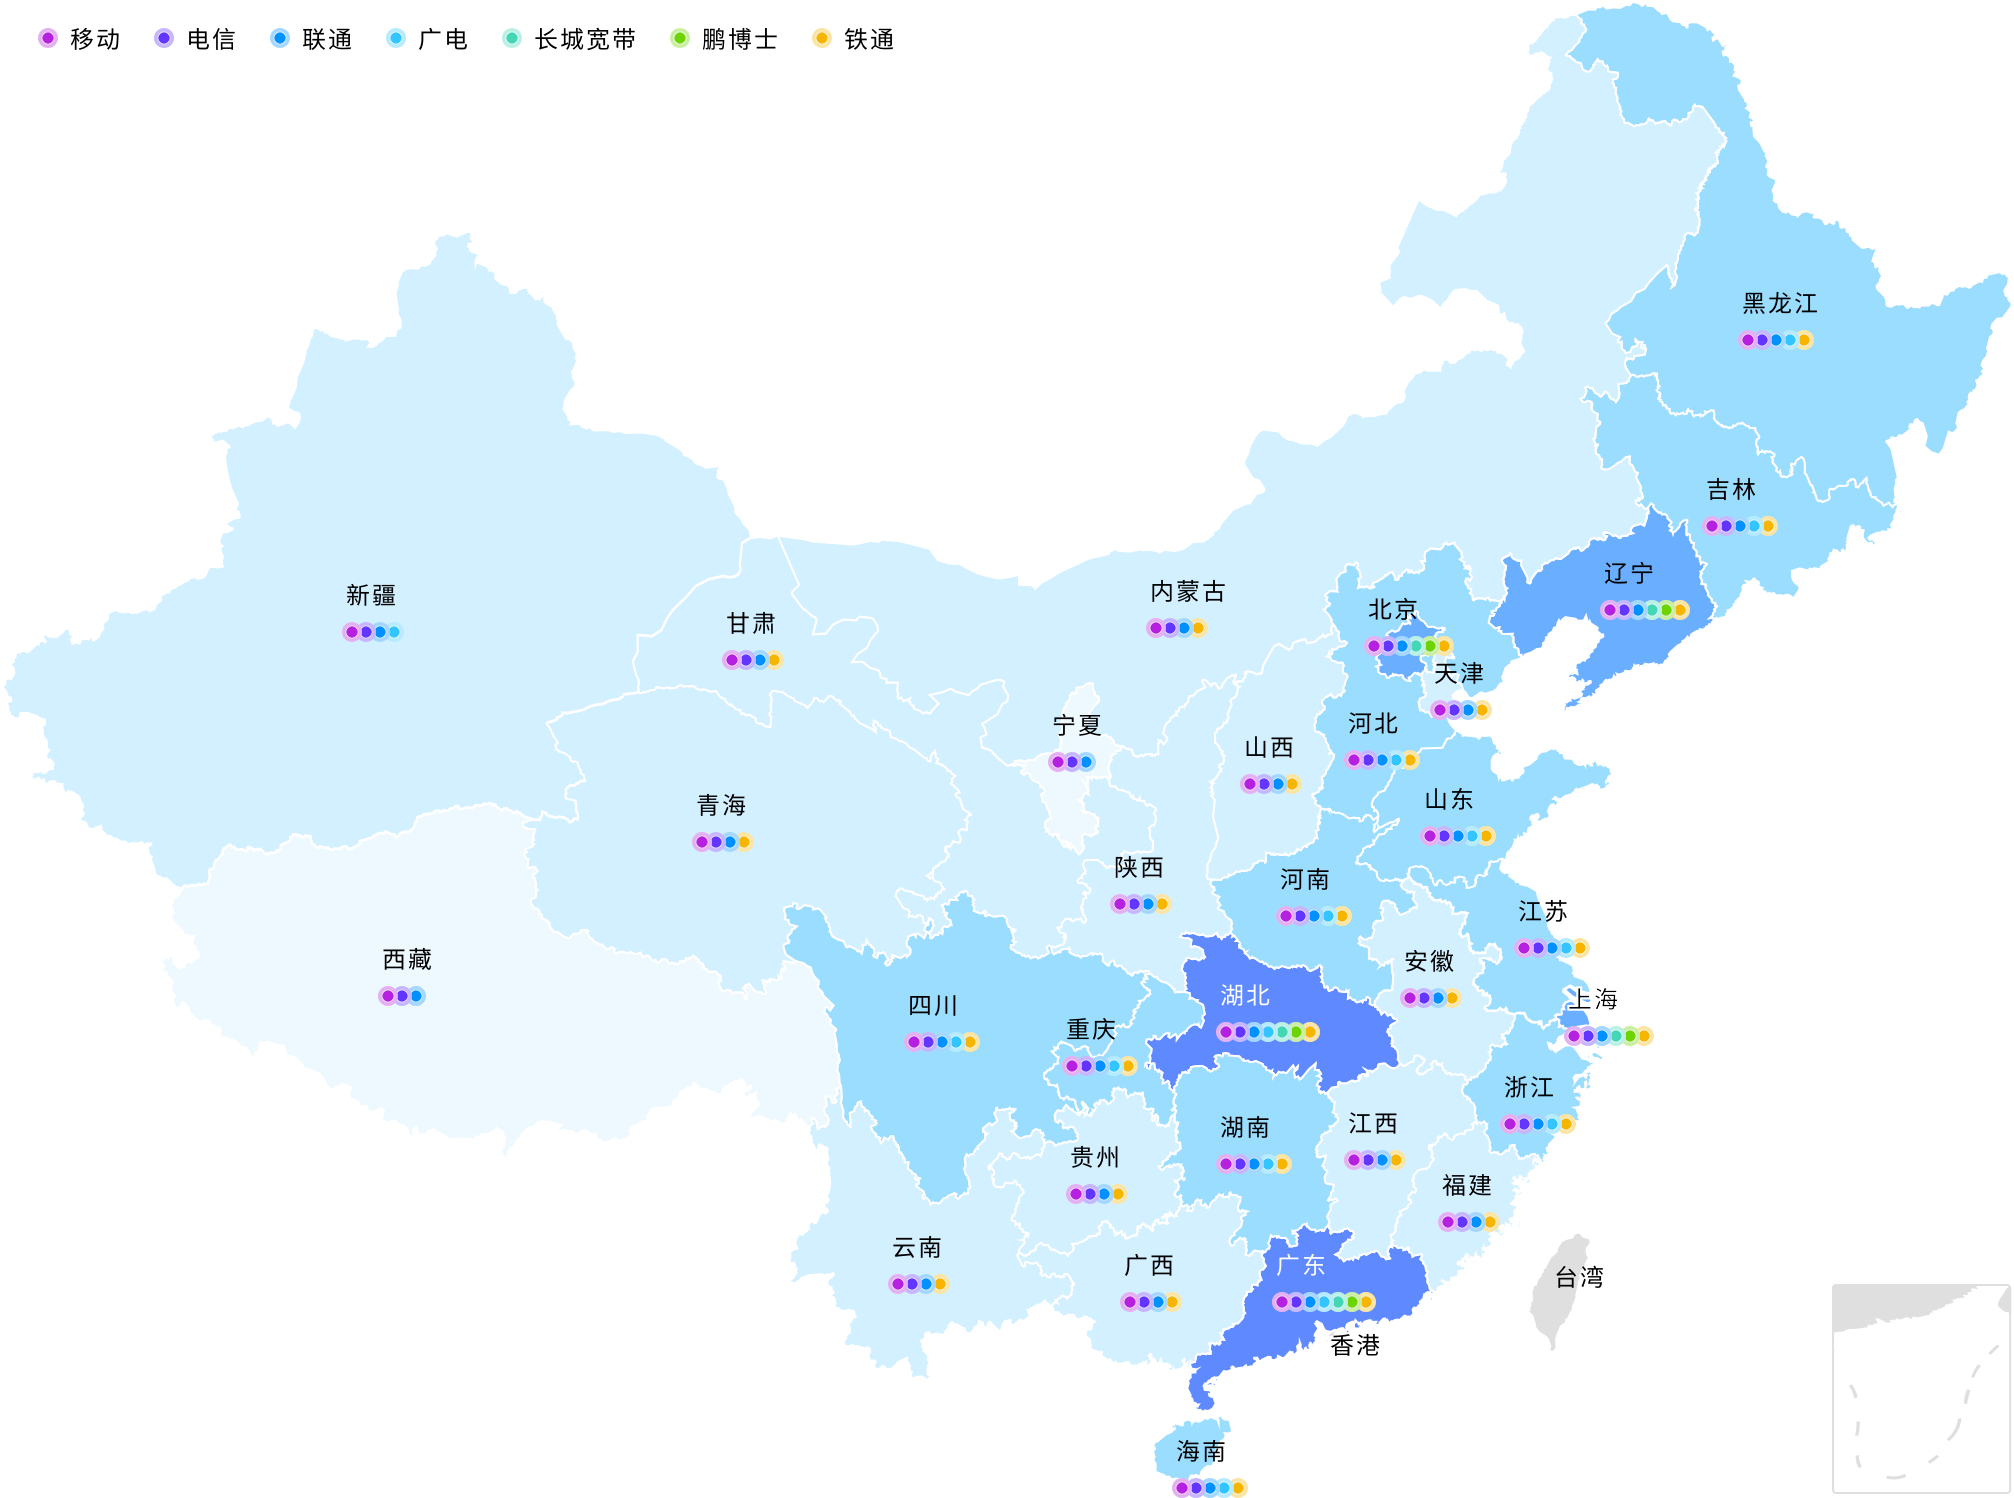 移动 电信 联通 广电 长城宽带 鹏博士 铁通
黑龙江
吉林
辽宁
内蒙古
新疆
北京
甘肃
天津
河北
宁夏
山西
山东
青海
陕西
河南
江苏
西藏
安徽
湖北
上海
四川
重庆
浙江
江西
湖南
贵州
福建
云南
广西
广东
台湾
香港
海南